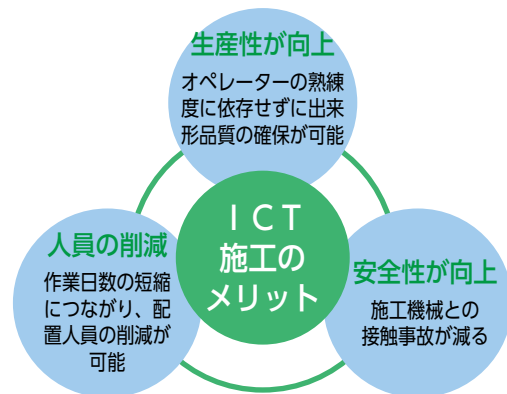 生産性が向上
オペレーターの熟練
度に依存せずに出来
形品質の確保が可能
ＩＣＴ
施工の
メリット
人員の削減
作業日数の短縮
につながり、配
置人員の削減が
可能
安全性が向上
施工機械との
接触事故が減る